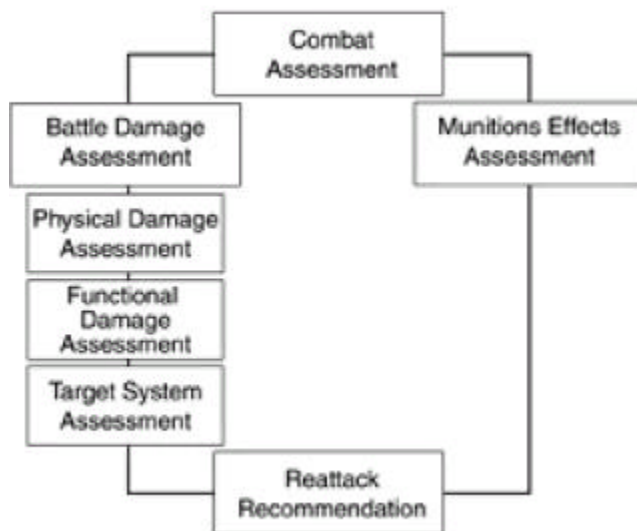 Combat
Assessment
Battle Damage
Assessment
Munitions Effects
Assessment
Physical Damage
Assessment
Functional
Damage
Assessment
Target System
Assessment
Reattack
Recommendation